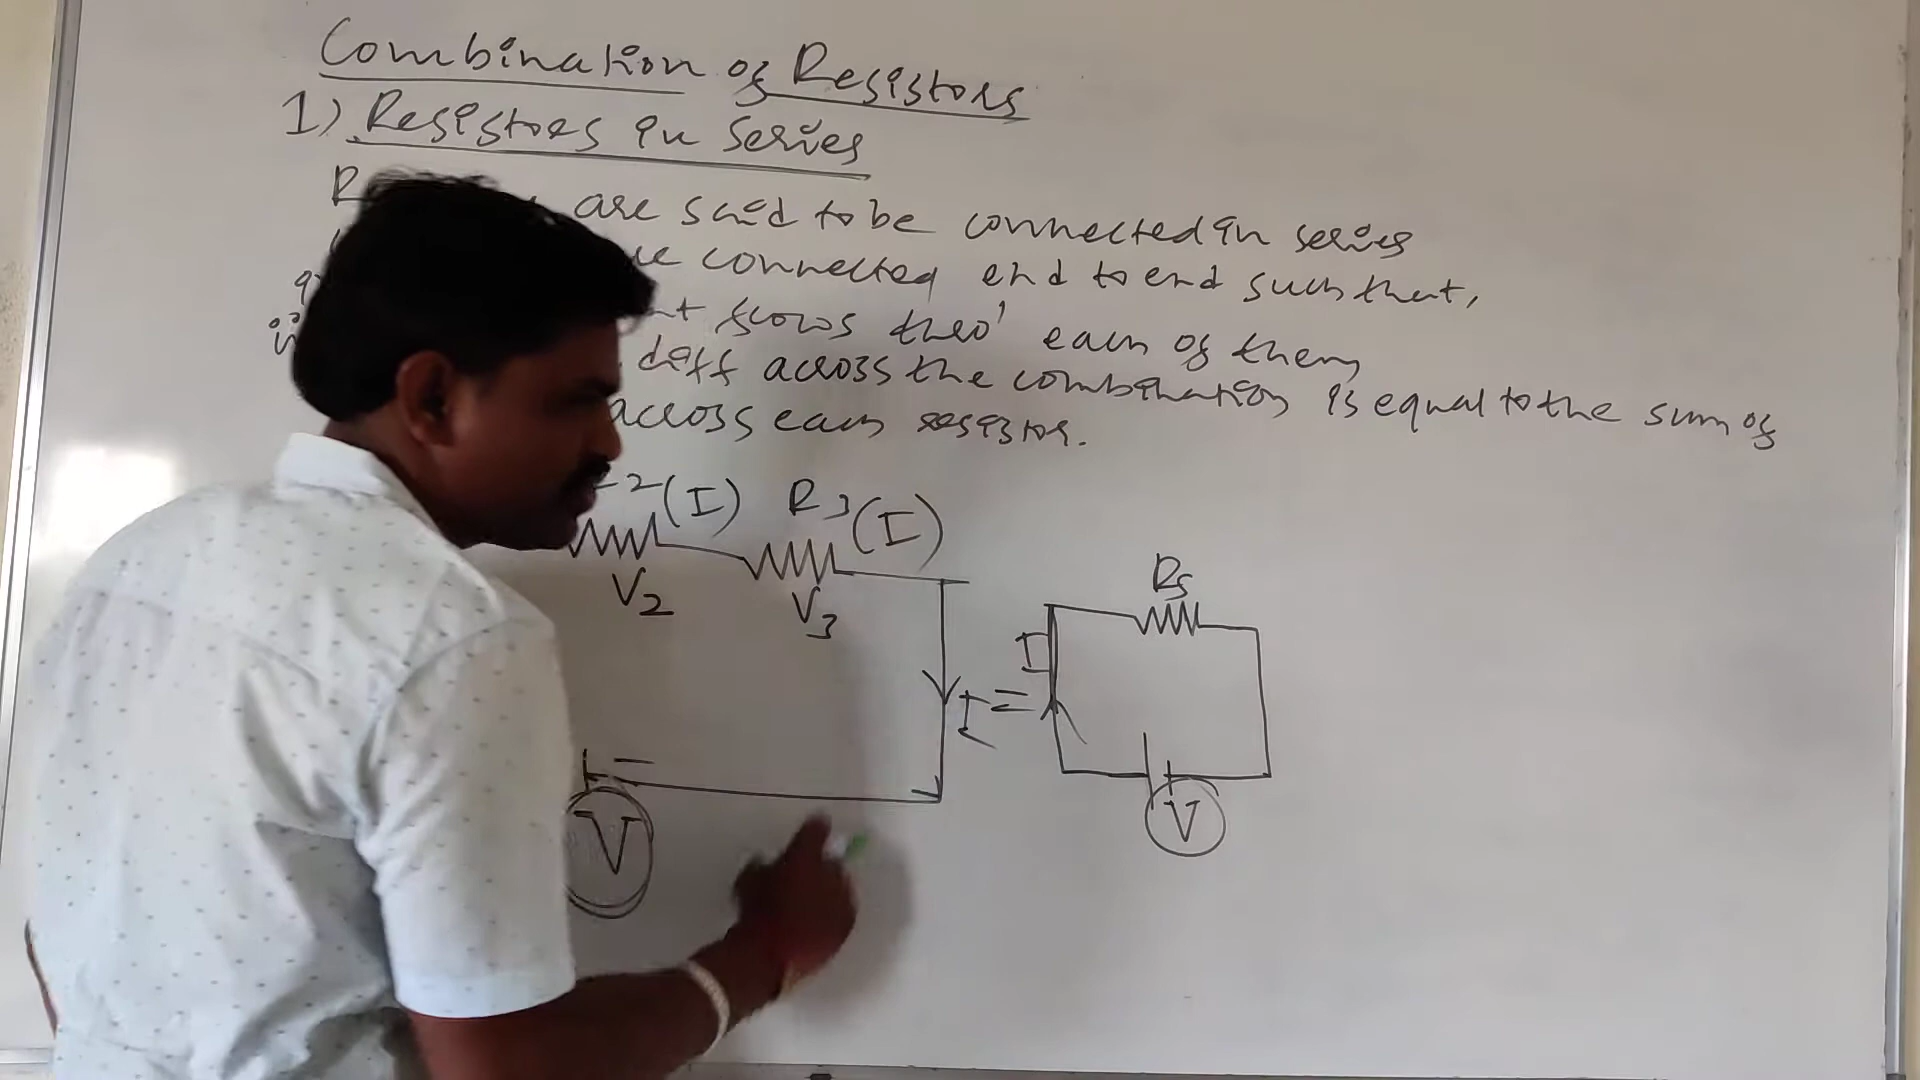 Combination of Resistors
1) Resistors in series
R are said to be connected in series
connected end to end such that,
flows thro' each of them
diff across the combination is equal to the sum of
across each resistor.
2 (I) R3 (I)
V2 V3
Rs
I
I =
V V